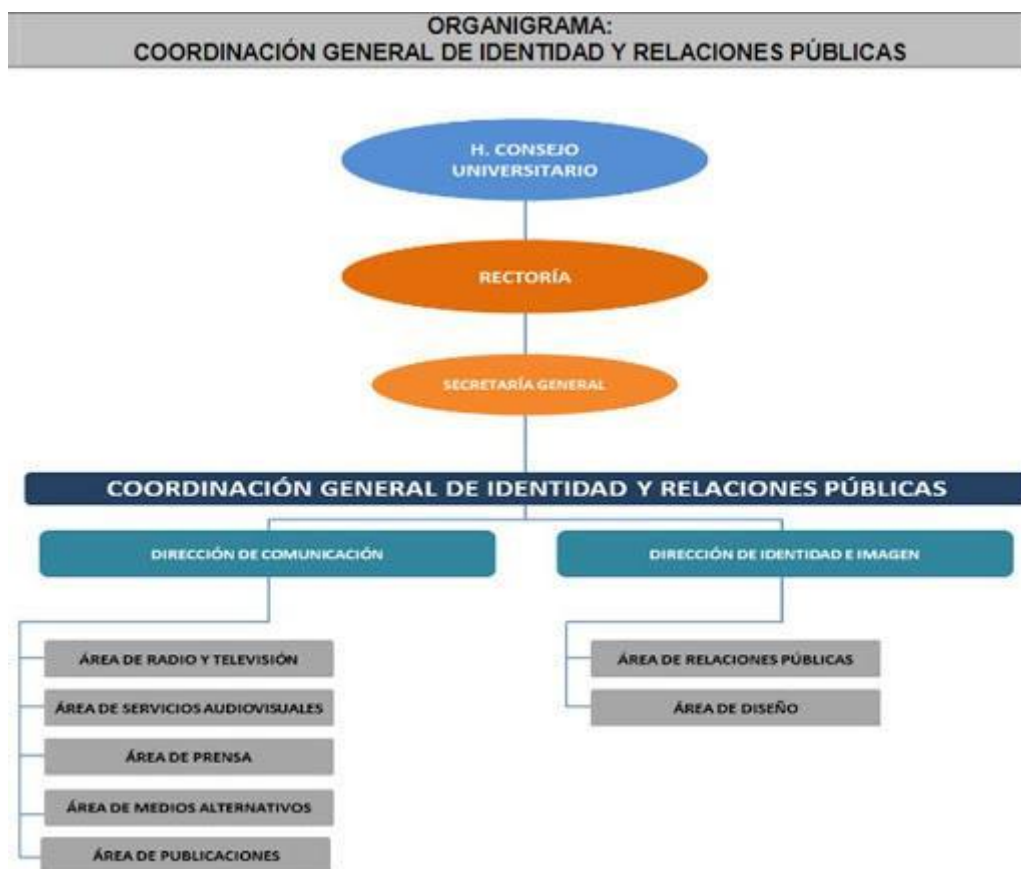 ORGANIGRAMA:
COORDINACIÓN GENERAL DE IDENTIDAD Y RELACIONES PÚBLICAS
H. CONSEJO
UNIVERSITARIO
RECTORÍA
SECRETARÍA GENERAL
COORDINACIÓN GENERAL DE IDENTIDAD Y RELACIONES PÚBLICAS
DIRECCIÓN DE COMUNICACIÓN
ÁREA DE RADIO Y TELEVISIÓN
ÁREA DE SERVICIOS AUDIOVISUALES
ÁREA DE PRENSA
ÁREA DE MEDIOS ALTERNATIVOS
ÁREA DE PUBLICACIONES
DIRECCIÓN DE IDENTIDAD E IMAGEN
ÁREA DE RELACIONES PÚBLICAS
ÁREA DE DISEÑO